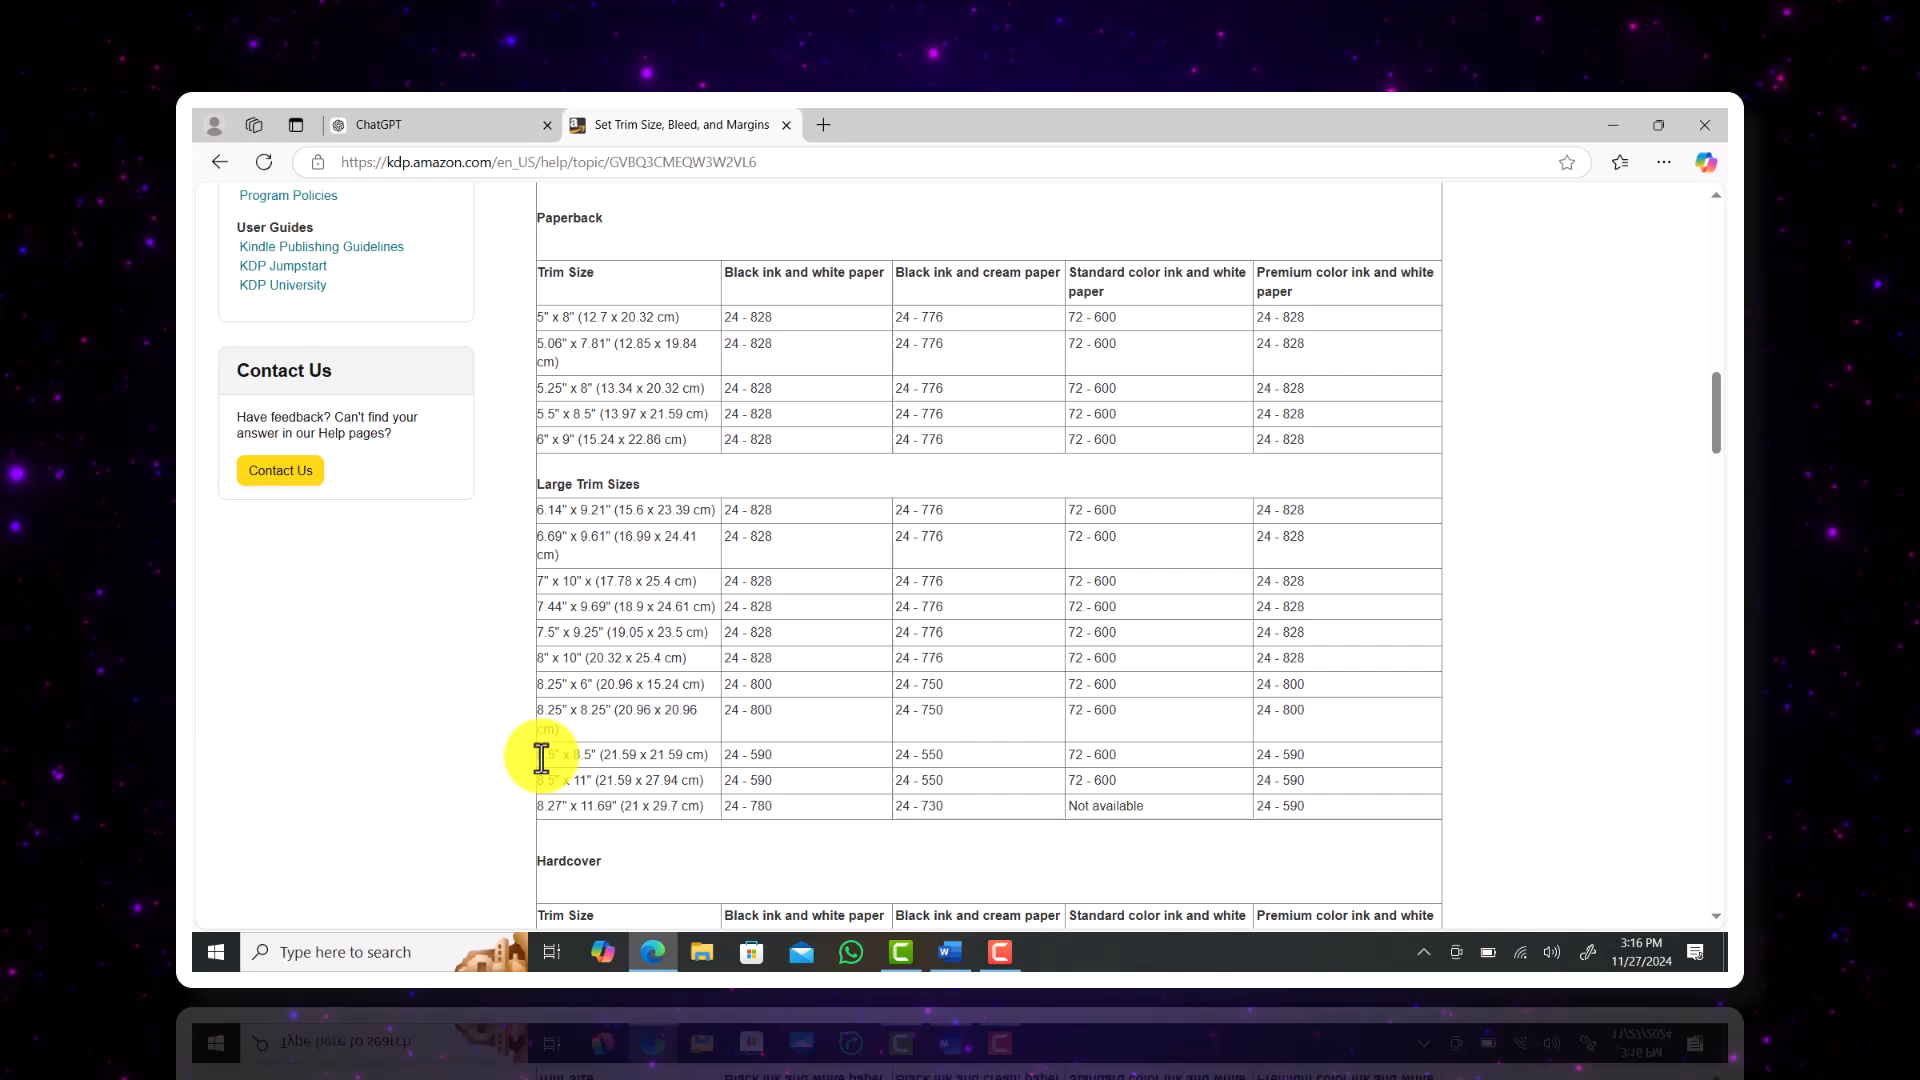 ChatGPT
Set Trim Size, Bleed, and Margins
https://kdp.amazon.com/en_US/help/topic/GVBQ3CMEQW3W2VL6
Program Policies
User Guides
Kindle Publishing Guidelines
KDP Jumpstart
KDP University
Contact Us
Have feedback? Can't find your
answer in our Help pages?
Contact Us
Paperback
Trim Size Black ink and white paper Black ink and cream paper Standard color ink and white paper Premium color ink and white paper
5" x 8" (12.7 x 20.32 cm) 24 - 828 24 - 776 72 - 600 24 - 828
5.06" x 7.81" (12.85 x 19.84 cm) 24 - 828 24 - 776 72 - 600 24 - 828
5.25" x 8" (13.34 x 20.32 cm) 24 - 828 24 - 776 72 - 600 24 - 828
5.5" x 8.5" (13.97 x 21.59 cm) 24 - 828 24 - 776 72 - 600 24 - 828
6" x 9" (15.24 x 22.86 cm) 24 - 828 24 - 776 72 - 600 24 - 828
Large Trim Sizes
6.14" x 9.21" (15.6 x 23.39 cm) 24 - 828 24 - 776 72 - 600 24 - 828
6.69" x 9.61" (16.99 x 24.41 cm) 24 - 828 24 - 776 72 - 600 24 - 828
7" x 10" x (17.78 x 25.4 cm) 24 - 828 24 - 776 72 - 600 24 - 828
7.44" x 9.69" (18.9 x 24.61 cm) 24 - 828 24 - 776 72 - 600 24 - 828
7.5" x 9.25" (19.05 x 23.5 cm) 24 - 828 24 - 776 72 - 600 24 - 828
8" x 10" (20.32 x 25.4 cm) 24 - 828 24 - 776 72 - 600 24 - 828
8.25" x 6" (20.96 x 15.24 cm) 24 - 800 24 - 750 72 - 600 24 - 800
8.25" x 8.25" (20.96 x 20.96 cm) 24 - 800 24 - 750 72 - 600 24 - 800
x 8.5" (21.59 x 21.59 cm) 24 - 590 24 - 550 72 - 600 24 - 590
8.5" x 11" (21.59 x 27.94 cm) 24 - 590 24 - 550 72 - 600 24 - 590
8.27" x 11.69" (21 x 29.7 cm) 24 - 780 24 - 730 Not available 24 - 590
Hardcover
Trim Size Black ink and white paper Black ink and cream paper Standard color ink and white Premium color ink and white
Type here to search
3:16 PM
11/27/2024